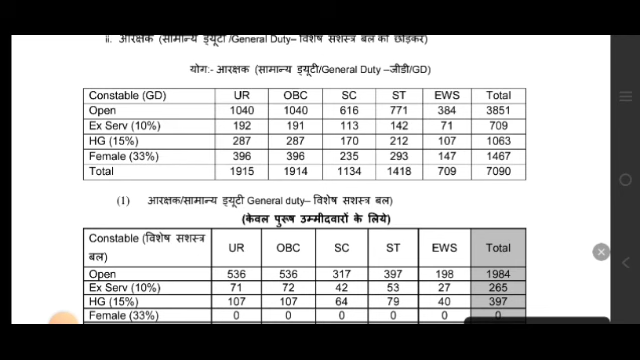 ii. आरक्षक (सामान्य ड्यूटी /General Duty– विशेष सशस्त्र बल को छोड़कर)
योग:- आरक्षक (सामान्य ड्यूटी/General Duty –जीडी/GD)
Constable (GD) UR OBC SC ST EWS Total
Open 1040 1040 616 771 384 3851
Ex Serv (10%) 192 191 113 142 71 709
HG (15%) 287 287 170 212 107 1063
Female (33%) 396 396 235 293 147 1467
Total 1915 1914 1134 1418 709 7090
(1) आरक्षक/सामान्य ड्यूटी General duty– विशेष सशस्त्र बल)
(केवल पुरूष उम्मीदवारों के लिये)
Constable (विशेष सशस्त्र बल) UR OBC SC ST EWS Total
Open 536 536 317 397 198 1984
Ex Serv (10%) 71 72 42 53 27 265
HG (15%) 107 107 64 79 40 397
Female (33%) 0 0 0 0 0 0